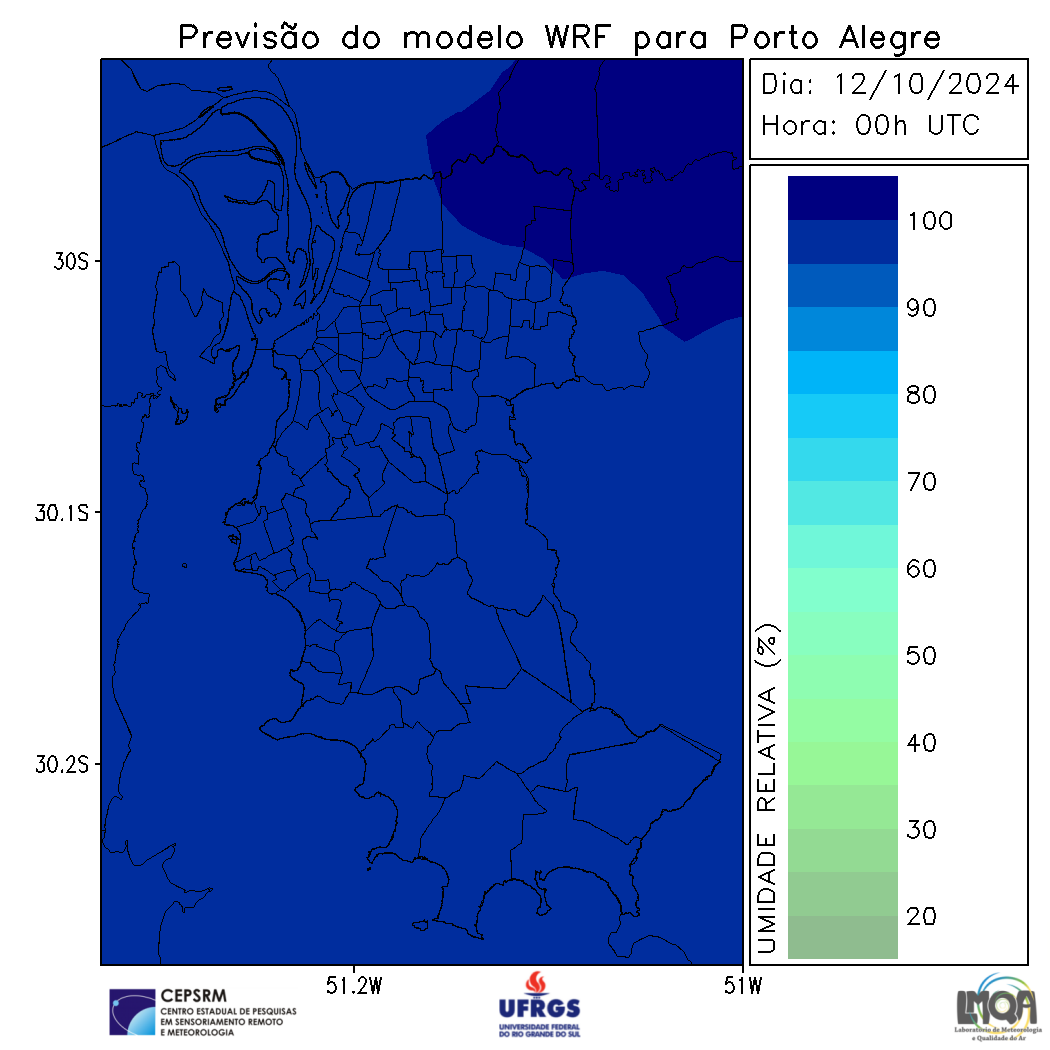 Previsão do modelo WRF para Porto Alegre
Dia: 12/10/2024
Hora: 00h UTC
30S
30.1S
30.2S
51.2W
51W
100
90
80
70
60
50
40
30
20
UMIDADE RELATIVA (%)
CEPSRM
CENTRO ESTADUAL DE PESQUISAS
EM SENSORIAMENTO REMOTO
E METEOROLOGIA
UFRGS
UNIVERSIDADE FEDERAL
DO RIO GRANDE DO SUL
LMQA
Laboratório de Meteorologia
e Qualidade do Ar